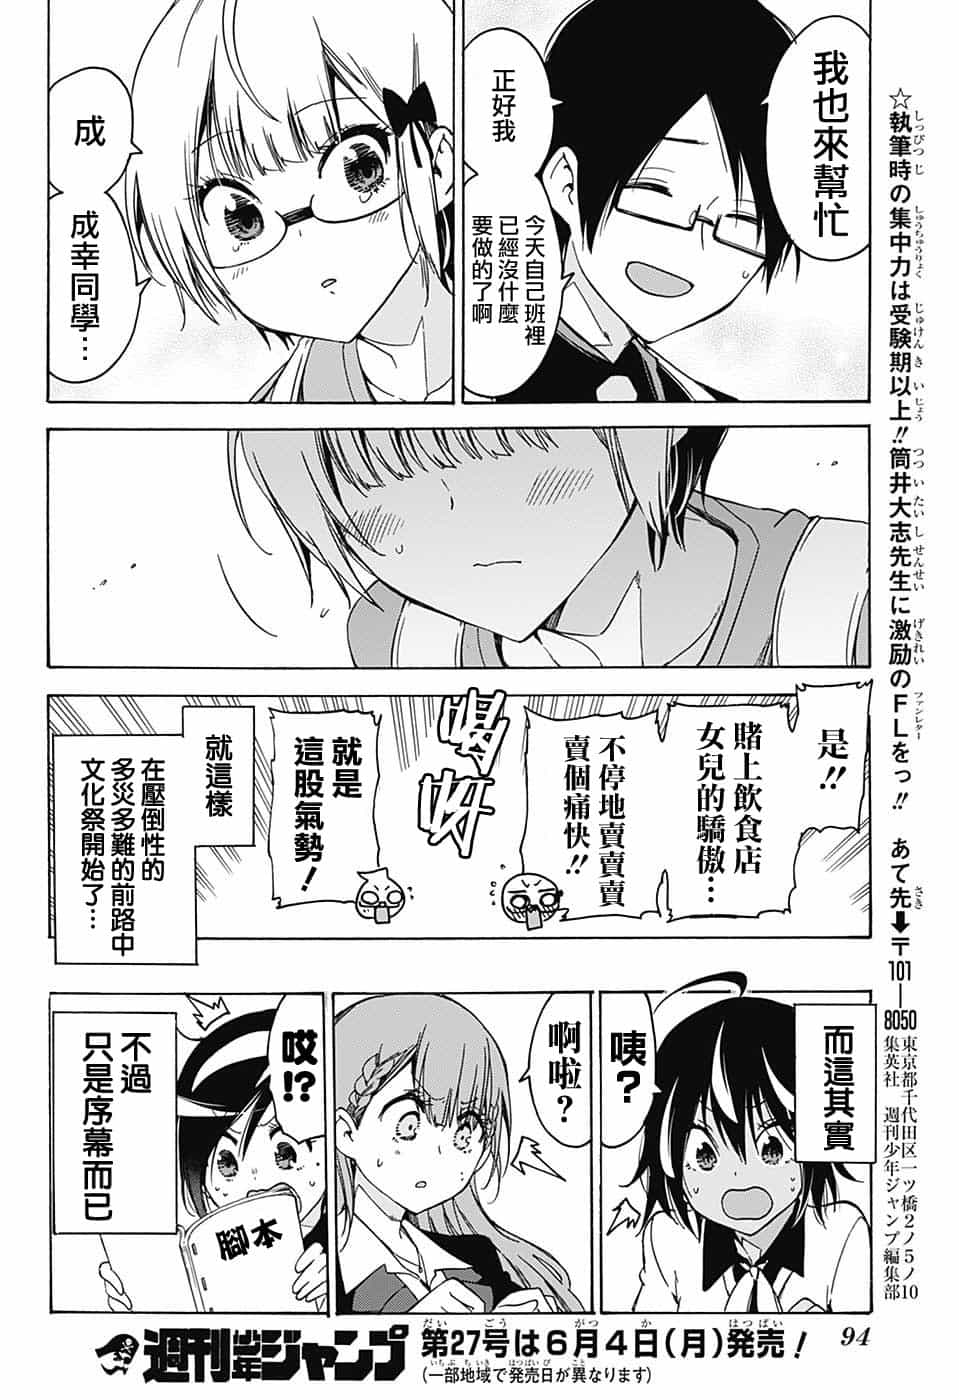 我也來幫忙
正好我
今天自己班裡
已經沒什麼
要做的了啊
成
成幸同學…
是!!
賭上飲食店
女兒的驕傲…
不停地賣賣賣
賣個痛快!!
喝
呀
就是
這股氣勢！
就這樣
在壓倒性的
多災多難的前路中
文化祭開始了…
而這其實
咦？
啊啦？
哎!?
腳本
不過
只是序幕而已
☆執筆時の集中力は受験期以上!!筒井大志先生に激励のＦＬをっ!!　あて先➡〒101―8050
東京都千代田区一ツ橋２ノ５ノ10
集英社　週刊少年ジャンプ編集部
週刊少年ジャンプ 第27号は6月4日(月)発売！
(一部地域で発売日が異なります)
94